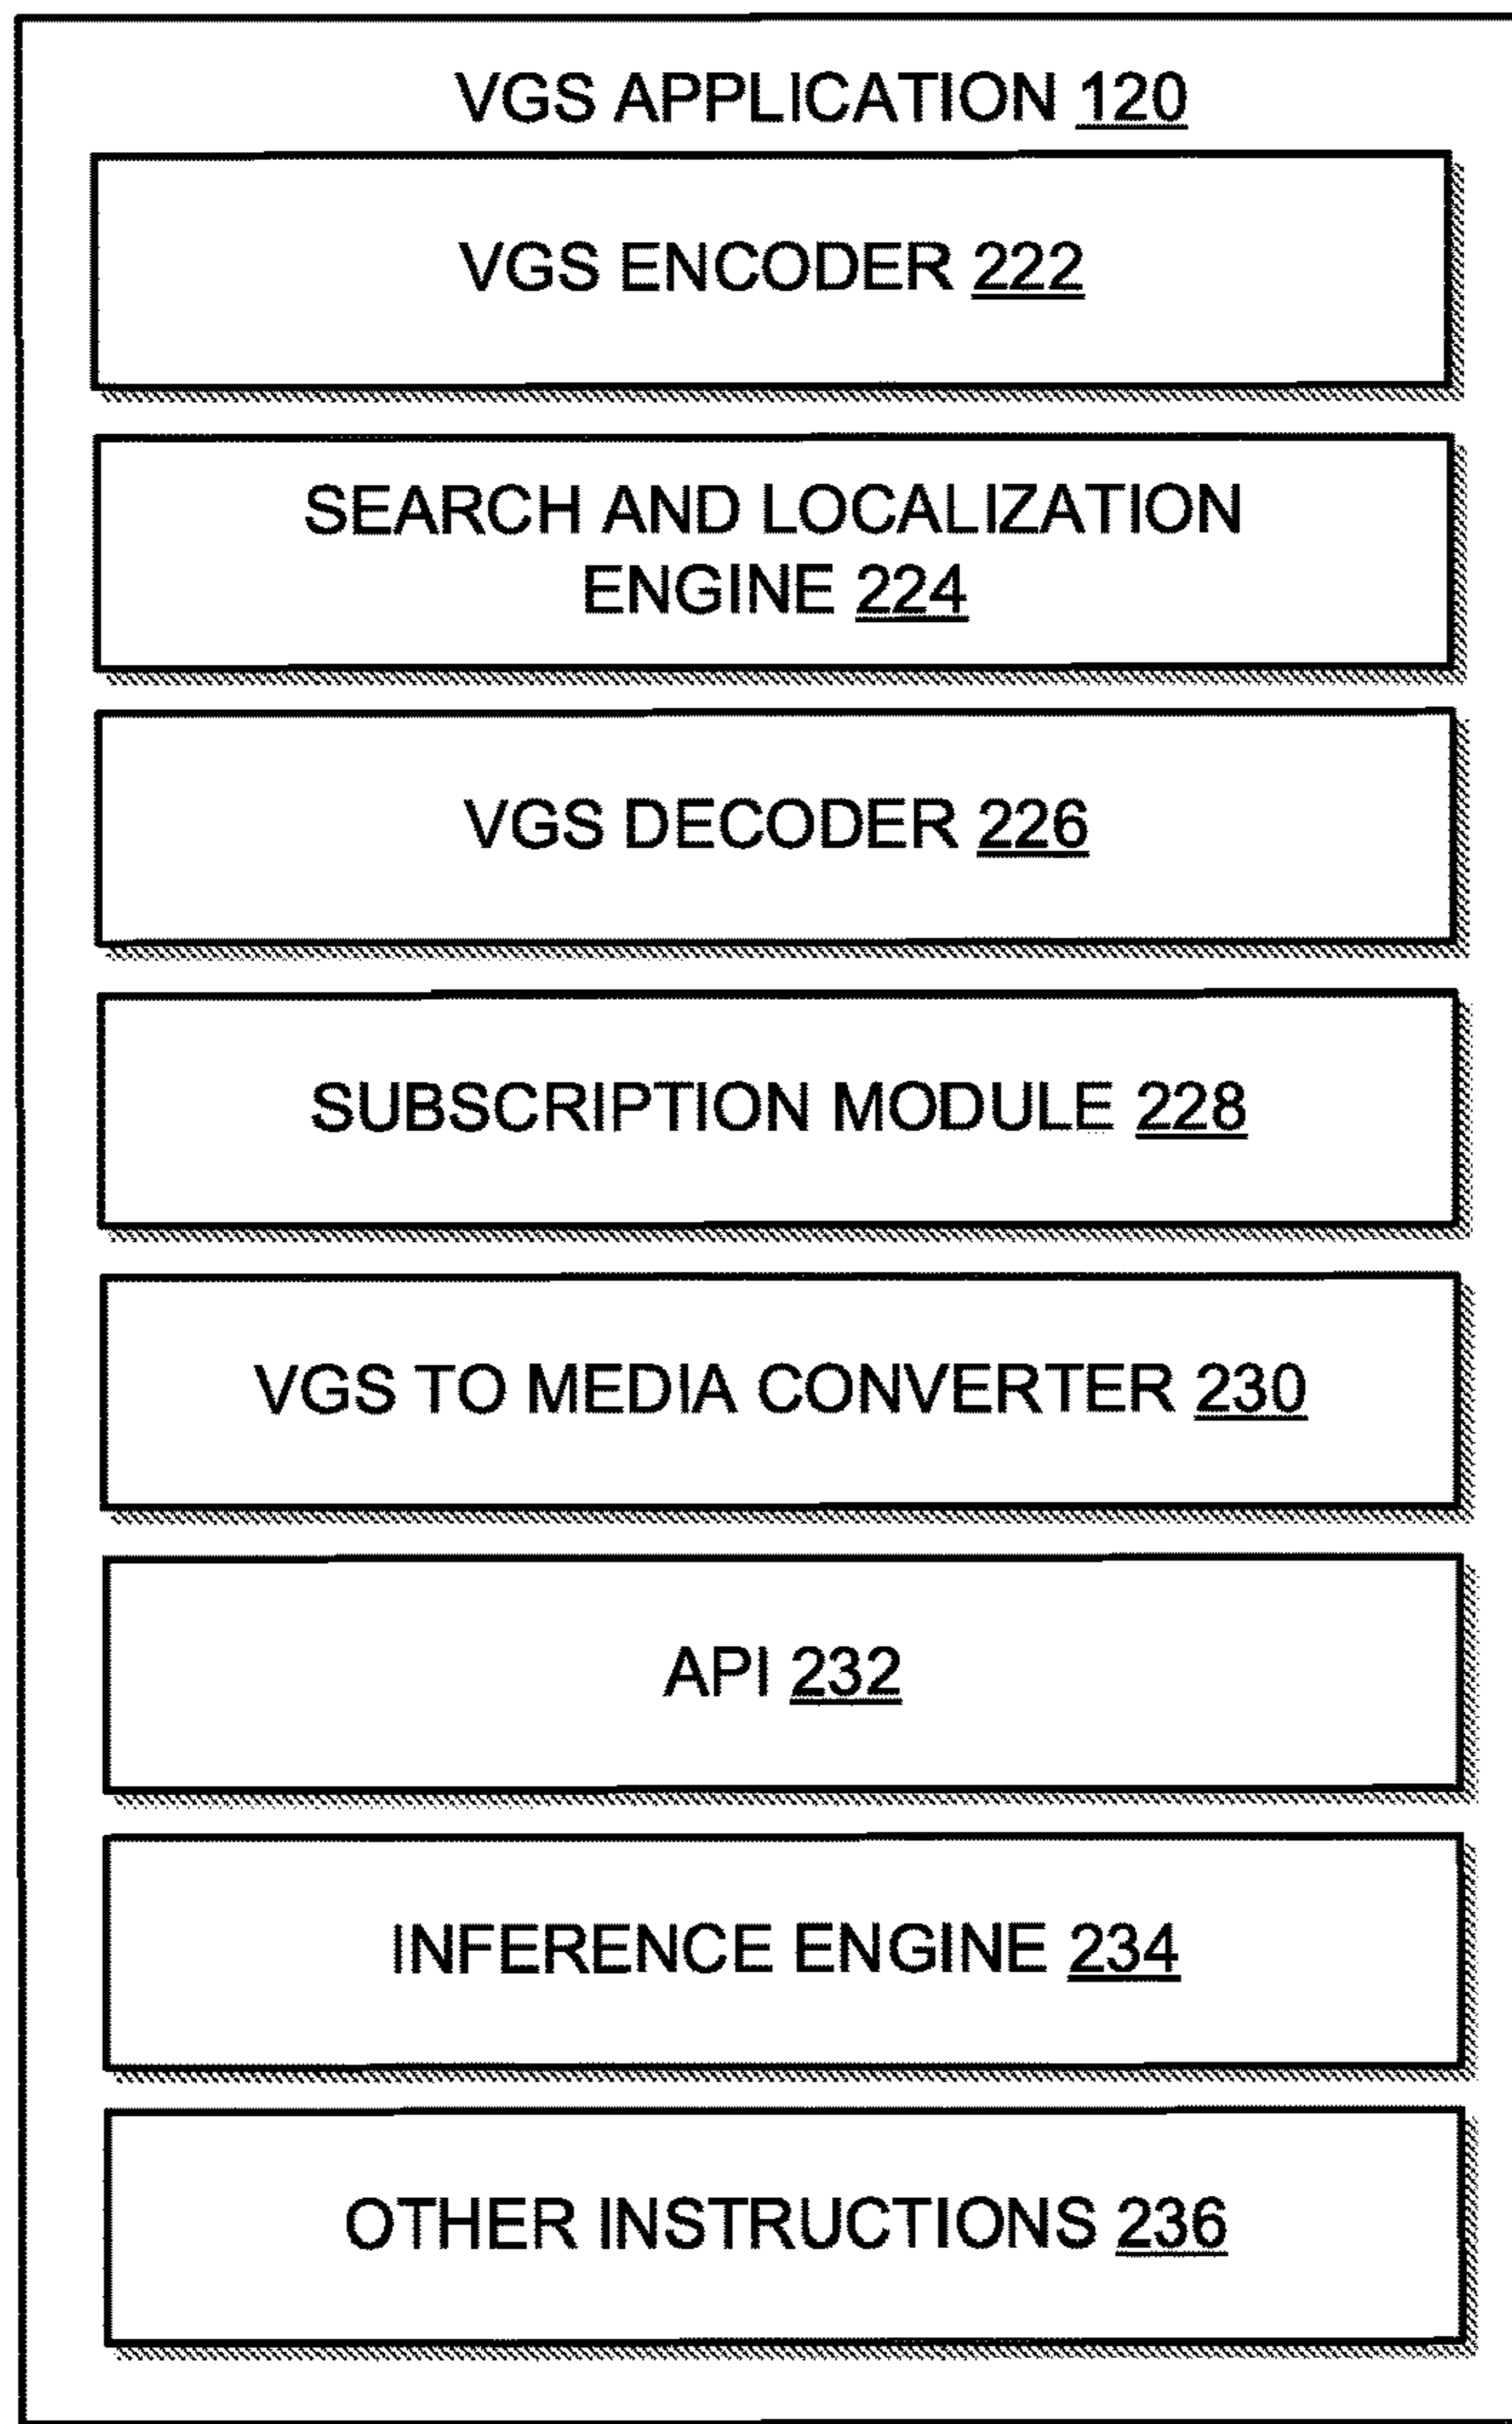 VGS APPLICATION 120
VGS ENCODER 222
SEARCH AND LOCALIZATION
ENGINE 224
VGS DECODER 226
SUBSCRIPTION MODULE 228
VGS TO MEDIA CONVERTER 230
API 232
INFERENCE ENGINE 234
OTHER INSTRUCTIONS 236